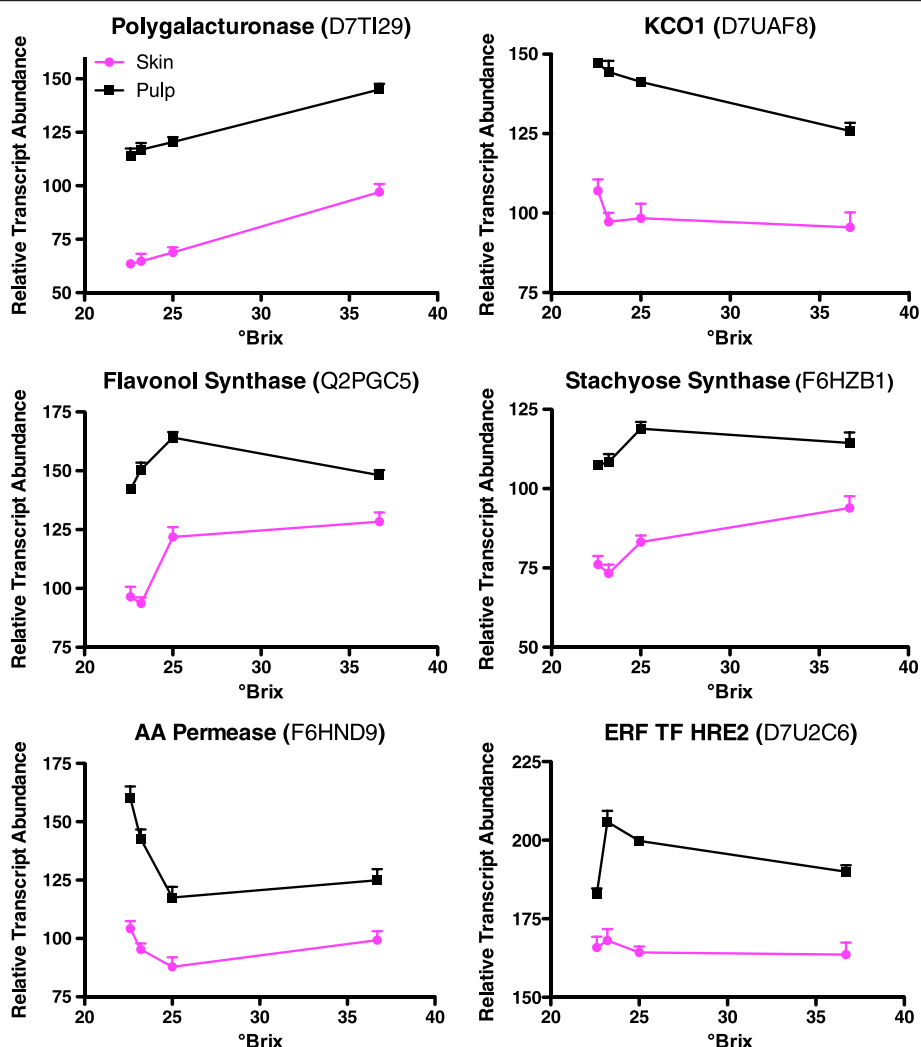 Polygalacturonase (D7TI29)
Relative Transcript Abundance
Skin
Pulp
150
125
100
75
50
20 25 30 35 40
°Brix
KCO1 (D7UAF8)
Relative Transcript Abundance
150
125
100
75
20 25 30 35 40
°Brix
Flavonol Synthase (Q2PGC5)
Relative Transcript Abundance
175
150
125
100
75
20 25 30 35 40
°Brix
Stachyose Synthase (F6HZB1)
Relative Transcript Abundance
125
100
75
50
20 25 30 35 40
°Brix
AA Permease (F6HND9)
Relative Transcript Abundance
175
150
125
100
75
20 25 30 35 40
°Brix
ERF TF HRE2 (D7U2C6)
Relative Transcript Abundance
225
200
175
150
20 25 30 35 40
°Brix